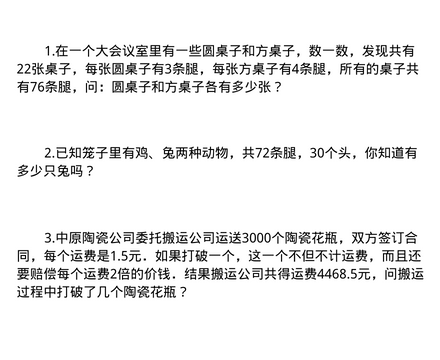 1.在一个大会议室里有一些圆桌子和方桌子，数一数，发现共有
22张桌子，每张圆桌子有3条腿，每张方桌子有4条腿，所有的桌子共
有76条腿，问：圆桌子和方桌子各有多少张？
2.已知笼子里有鸡、兔两种动物，共72条腿，30个头，你知道有
多少只兔吗？
3.中原陶瓷公司委托搬运公司运送3000个陶瓷花瓶，双方签订合
同，每个运费是1.5元．如果打破一个，这一个不但不计运费，而且还
要赔偿每个运费2倍的价钱．结果搬运公司共得运费4468.5元，问搬运
过程中打破了几个陶瓷花瓶？